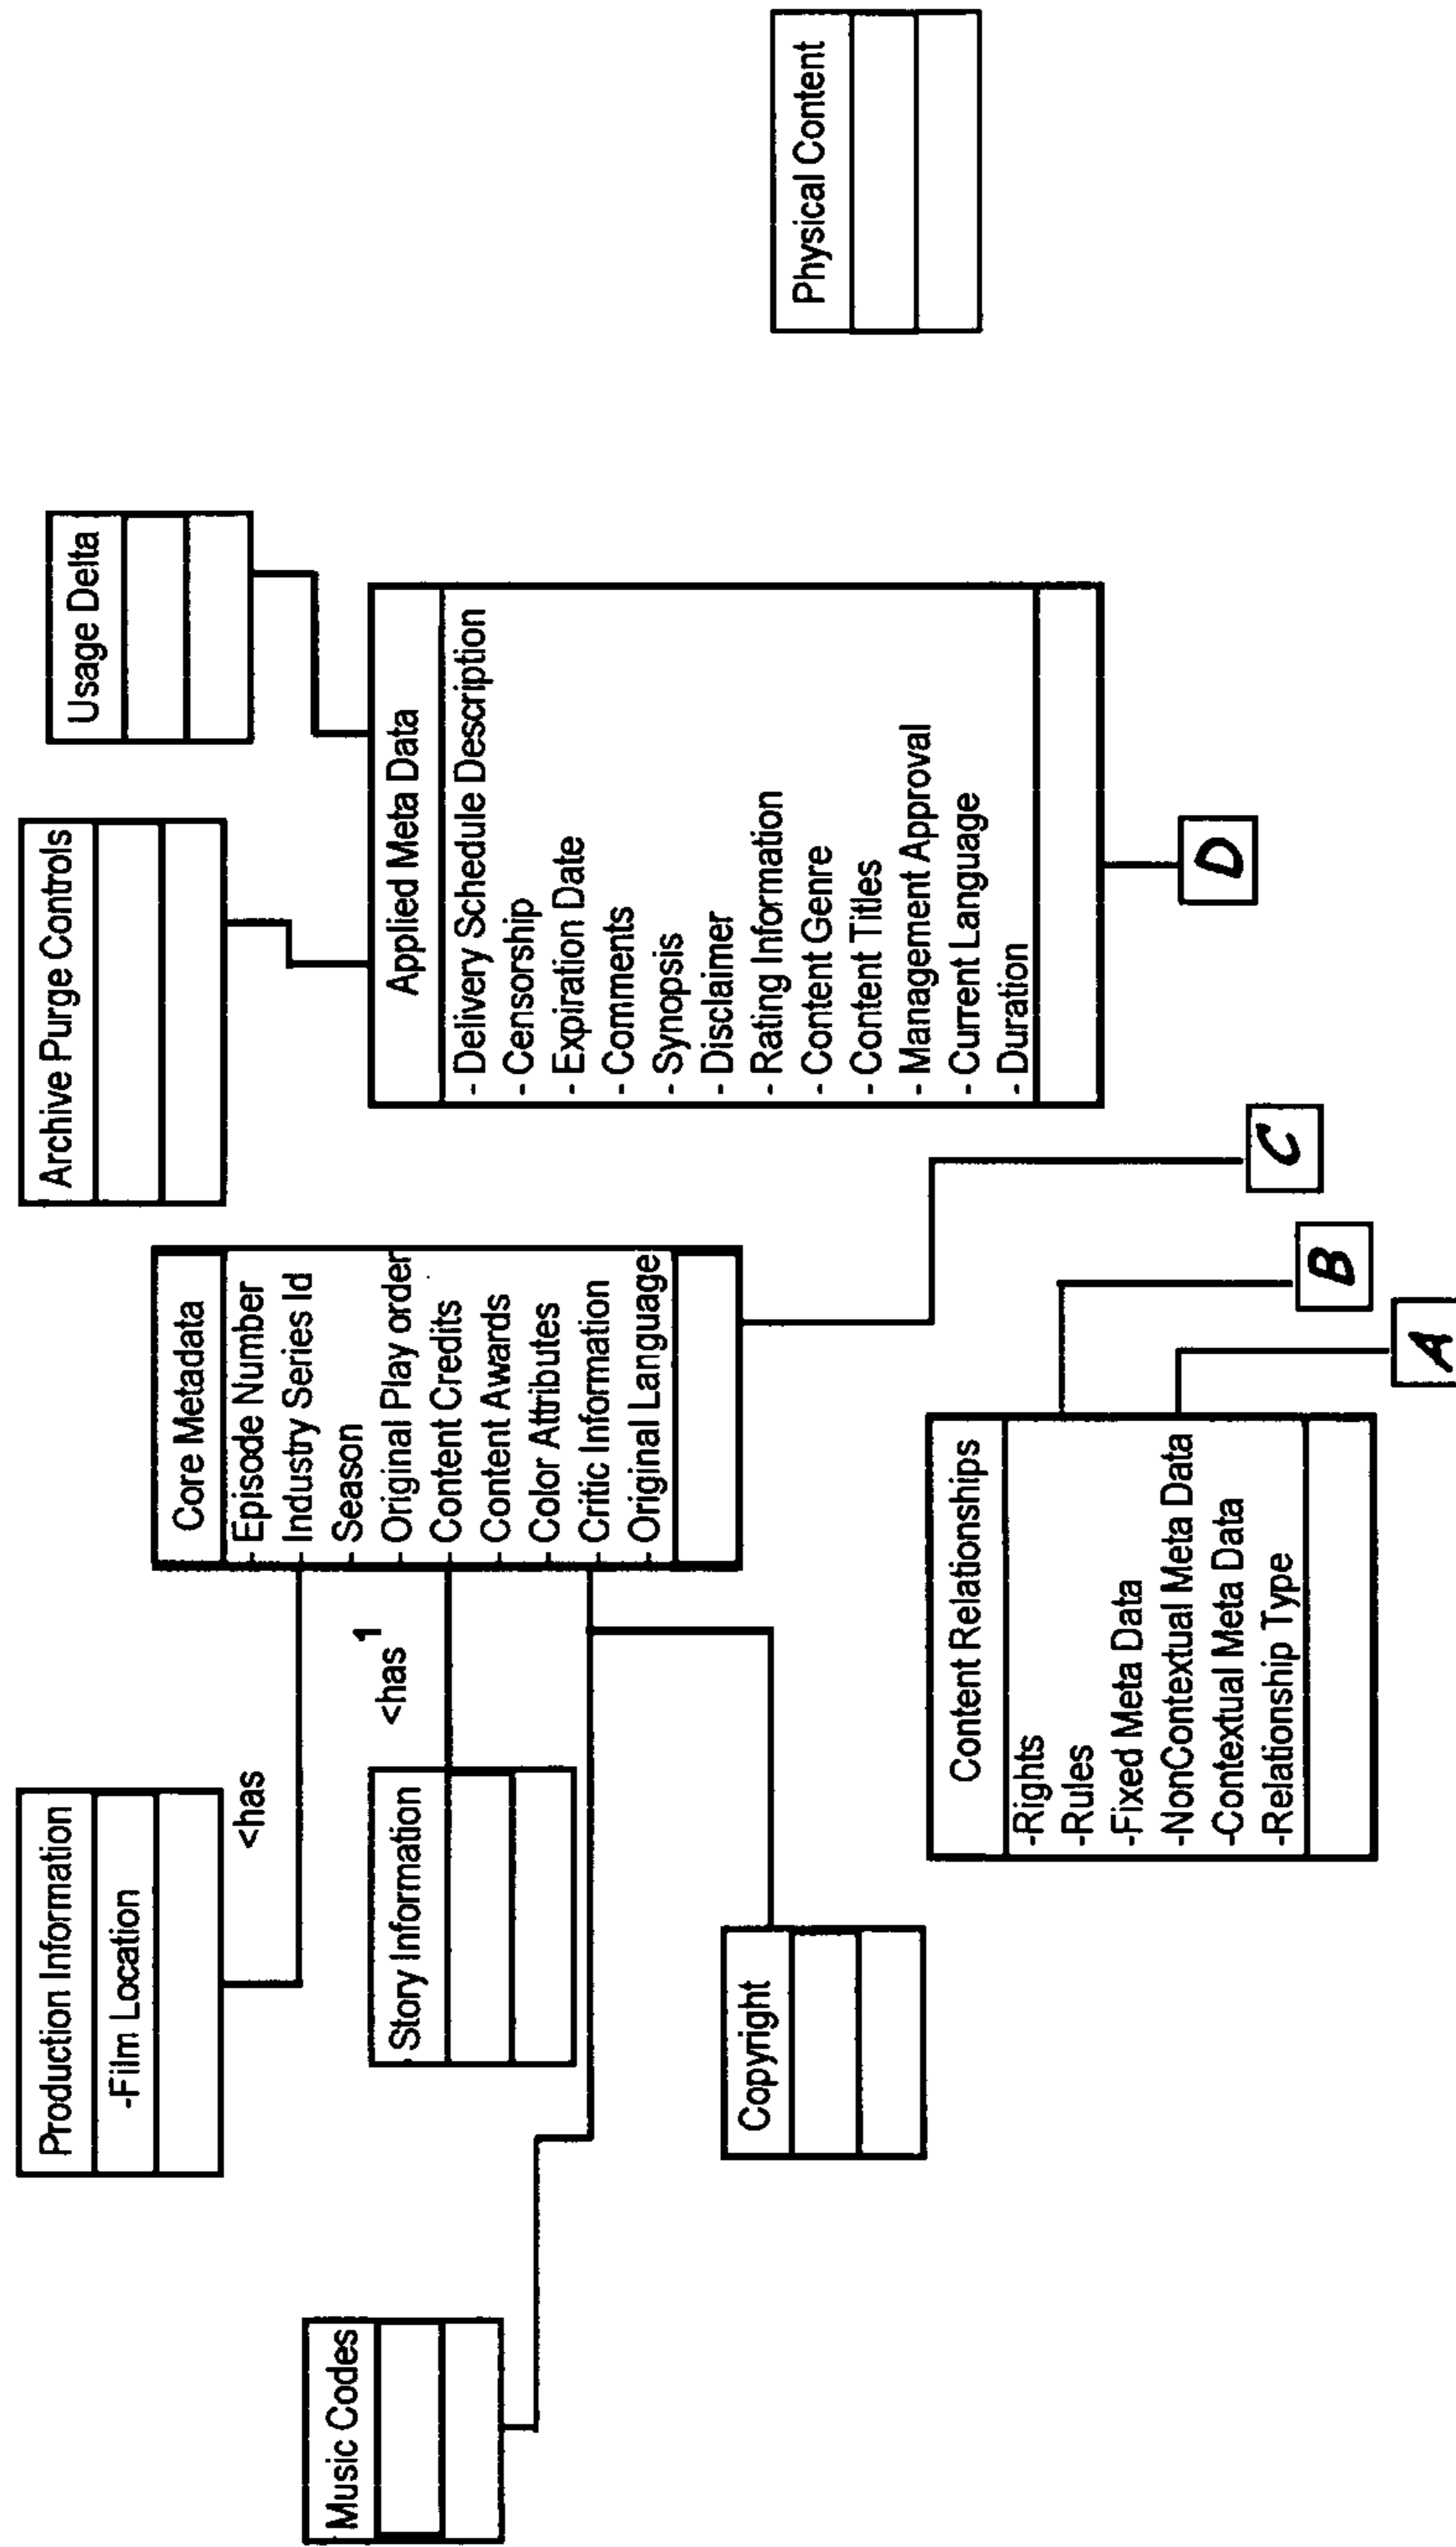 Production Information
-Film Location
<has
Music Codes
Story Information
<has
1
Copyright
Core Metadata
-Episode Number
-Industry Series Id
-Season
-Original Play order
-Content Credits
-Content Awards
-Color Attributes
-Critic Information
-Original Language
Archive Purge Controls
Usage Delta
Applied Meta Data
- Delivery Schedule Description
- Censorship
- Expiration Date
- Comments
- Synopsis
- Disclaimer
- Rating Information
- Content Genre
- Content Titles
- Management Approval
- Current Language
- Duration
Physical Content
Content Relationships
-Rights
-Rules
-Fixed Meta Data
-NonContextual Meta Data
-Contextual Meta Data
-Relationship Type
A
B
C
D